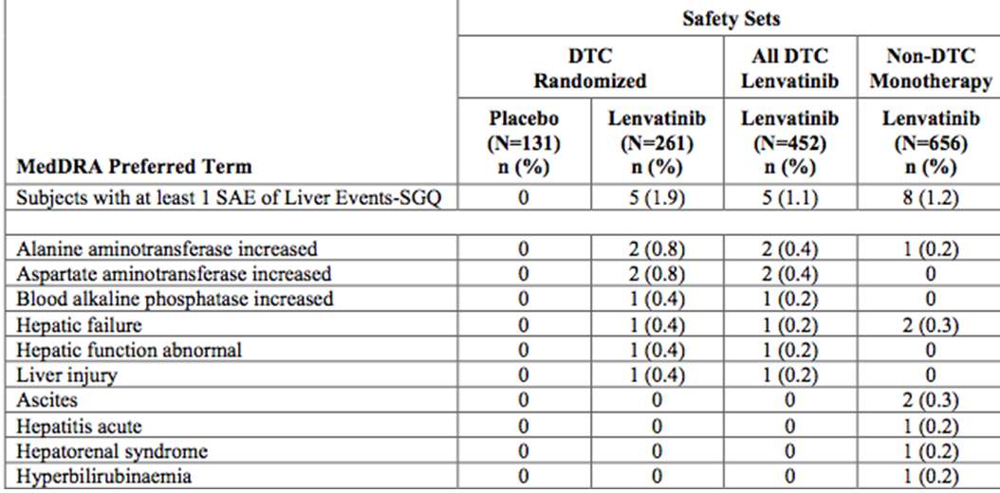 Safety Sets
DTC Randomized
All DTC Lenvatinib
Non-DTC Monotherapy
MedDRA Preferred Term
Placebo (N=131) n (%)
Lenvatinib (N=261) n (%)
Lenvatinib (N=452) n (%)
Lenvatinib (N=656) n (%)
Subjects with at least 1 SAE of Liver Events-SGQ 0 5 (1.9) 5 (1.1) 8 (1.2)
Alanine aminotransferase increased 0 2 (0.8) 2 (0.4) 1 (0.2)
Aspartate aminotransferase increased 0 2 (0.8) 2 (0.4) 0
Blood alkaline phosphatase increased 0 1 (0.4) 1 (0.2) 0
Hepatic failure 0 1 (0.4) 1 (0.2) 2 (0.3)
Hepatic function abnormal 0 1 (0.4) 1 (0.2) 0
Liver injury 0 1 (0.4) 1 (0.2) 0
Ascites 0 0 0 2 (0.3)
Hepatitis acute 0 0 0 1 (0.2)
Hepatorenal syndrome 0 0 0 1 (0.2)
Hyperbilirubinaemia 0 0 0 1 (0.2)